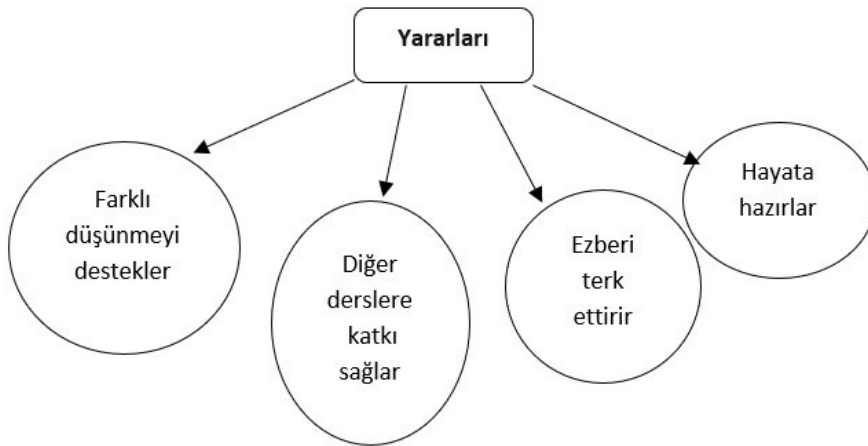 Yararları
Farklı
düşünmeyi
destekler
Diğer
derslere
katkı
sağlar
Ezberi
terk
ettirir
Hayata
hazırlar